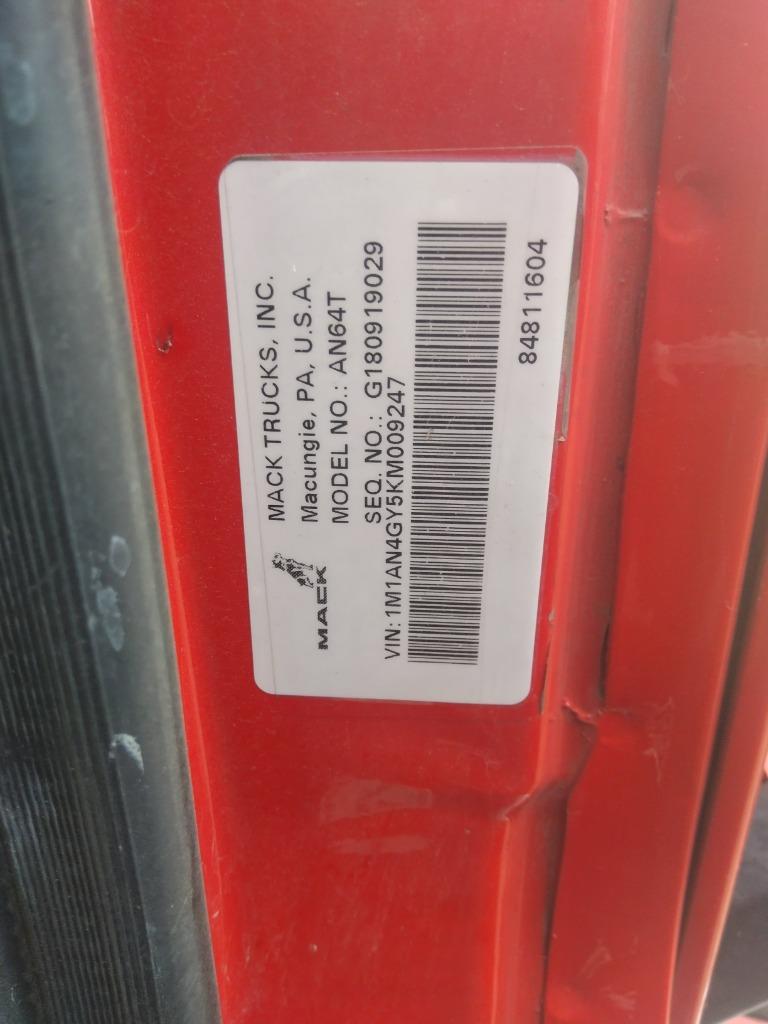 MACK TRUCKS, INC.
Macungie, PA, U.S.A.
MODEL NO.: AN64T
MACK
SEQ. NO.: G180919029
VIN: 1M1AN4GY5KM009247
84811604